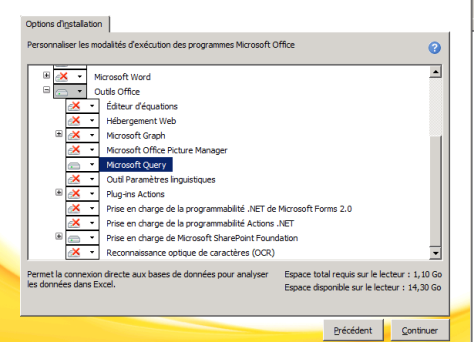 Options d'installation
Personnaliser les modalités d'exécution des programmes Microsoft Office
Microsoft Word
Outils Office
Éditeur d'équations
Hébergement Web
Microsoft Graph
Microsoft Office Picture Manager
Microsoft Query
Outil Paramètres linguistiques
Plug-ins Actions
Prise en charge de la programmabilité .NET de Microsoft Forms 2.0
Prise en charge de la programmabilité Actions .NET
Prise en charge de Microsoft SharePoint Foundation
Reconnaissance optique de caractères (OCR)
Permet la connexion directe aux bases de données pour analyser
les données dans Excel.
Espace total requis sur le lecteur : 1,10 Go
Espace disponible sur le lecteur : 14,30 Go
Précédent
Continuer